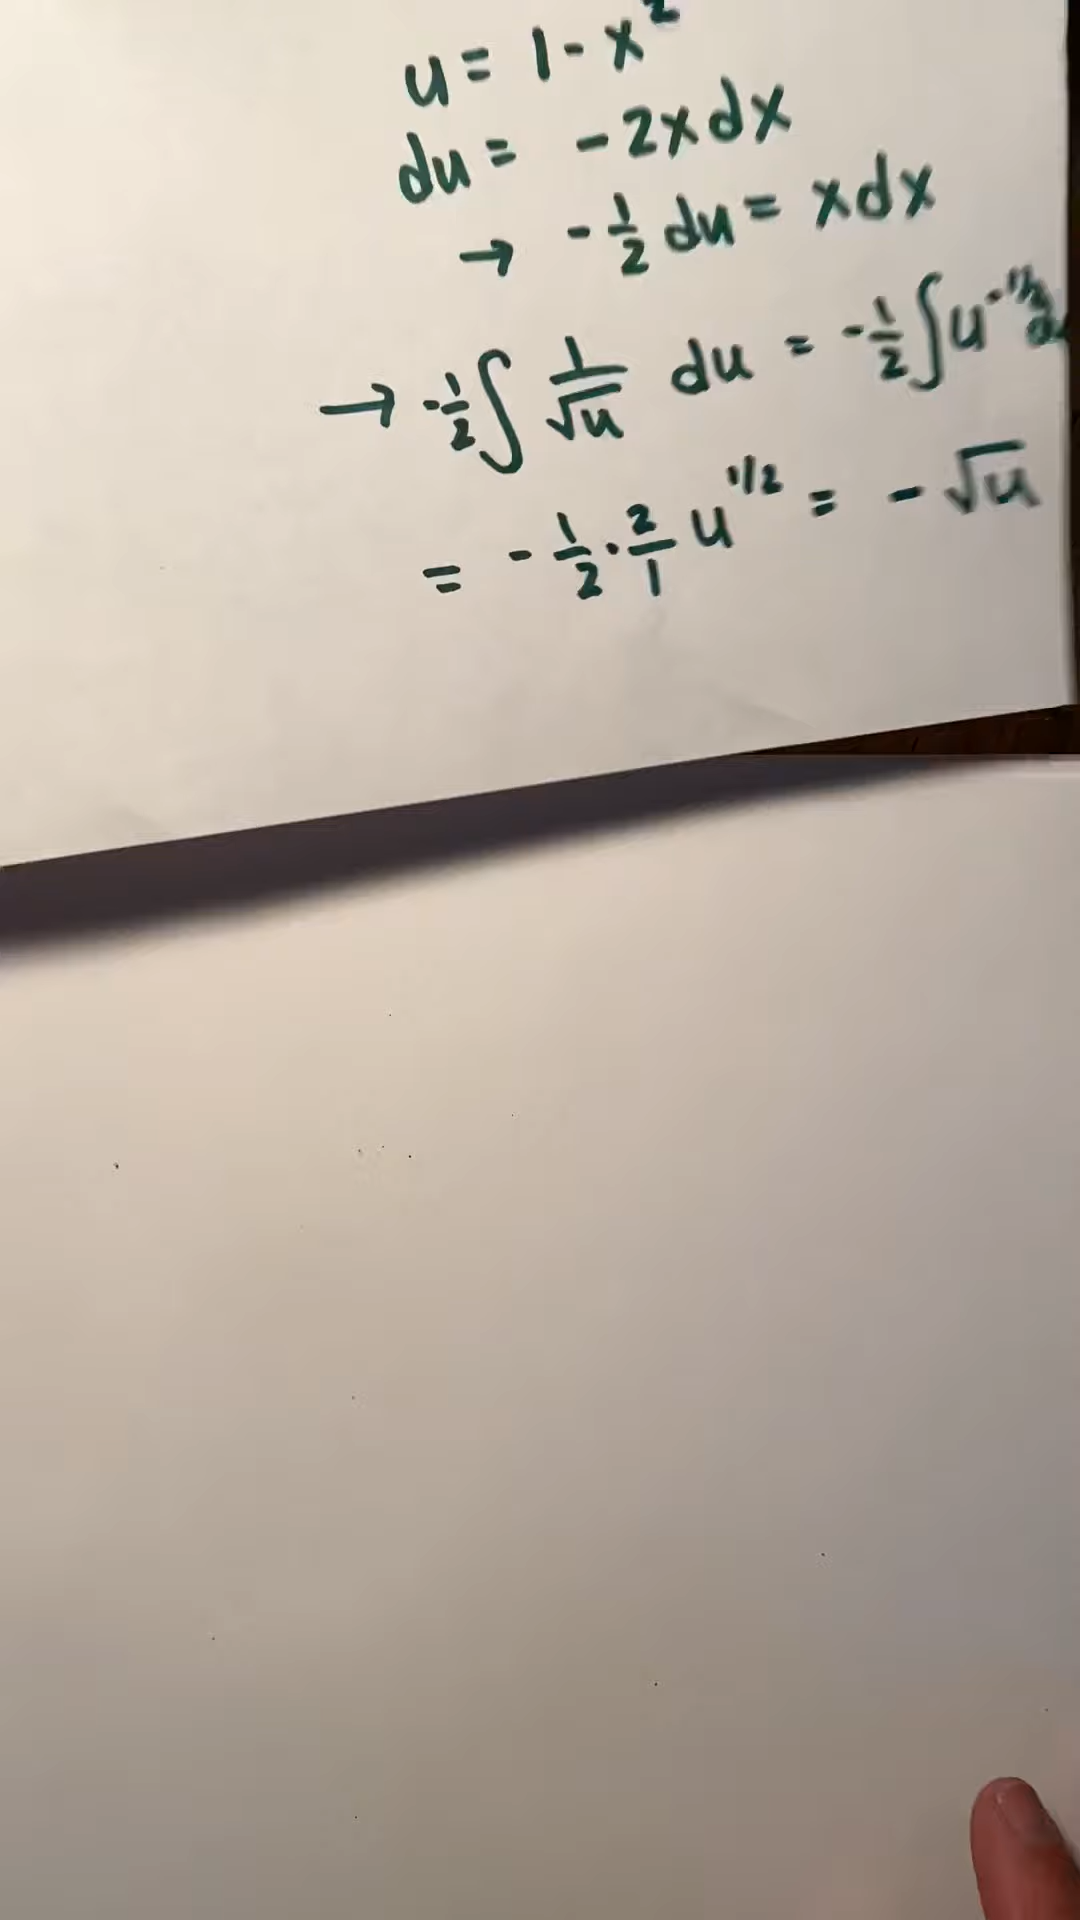 u = 1 - x²
du = -2x dx
→ -1/2 du = x dx
→ -1/2 ∫ 1/√u du = -1/2 ∫ u^(-1/2) du
= -1/2 · 2/1 u^(1/2) = -√u